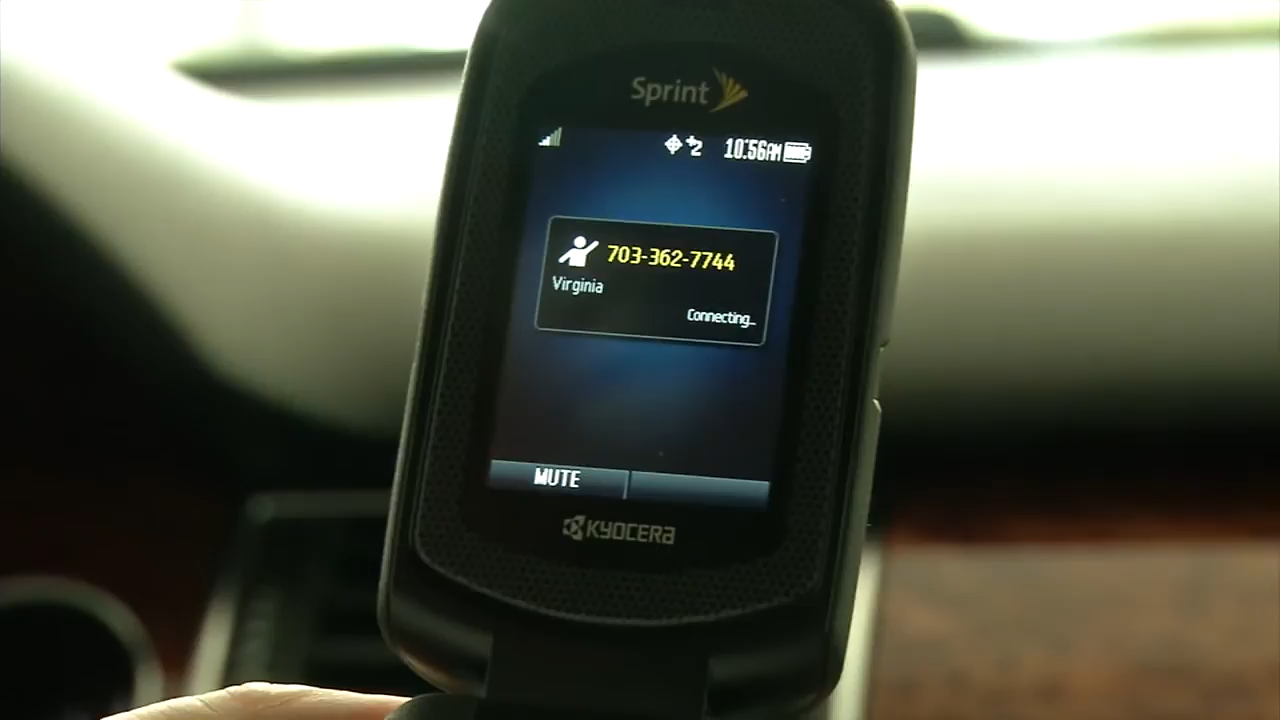 Sprint
10:56AM
703-362-7744
Virginia
Connecting...
MUTE
KYOCERA